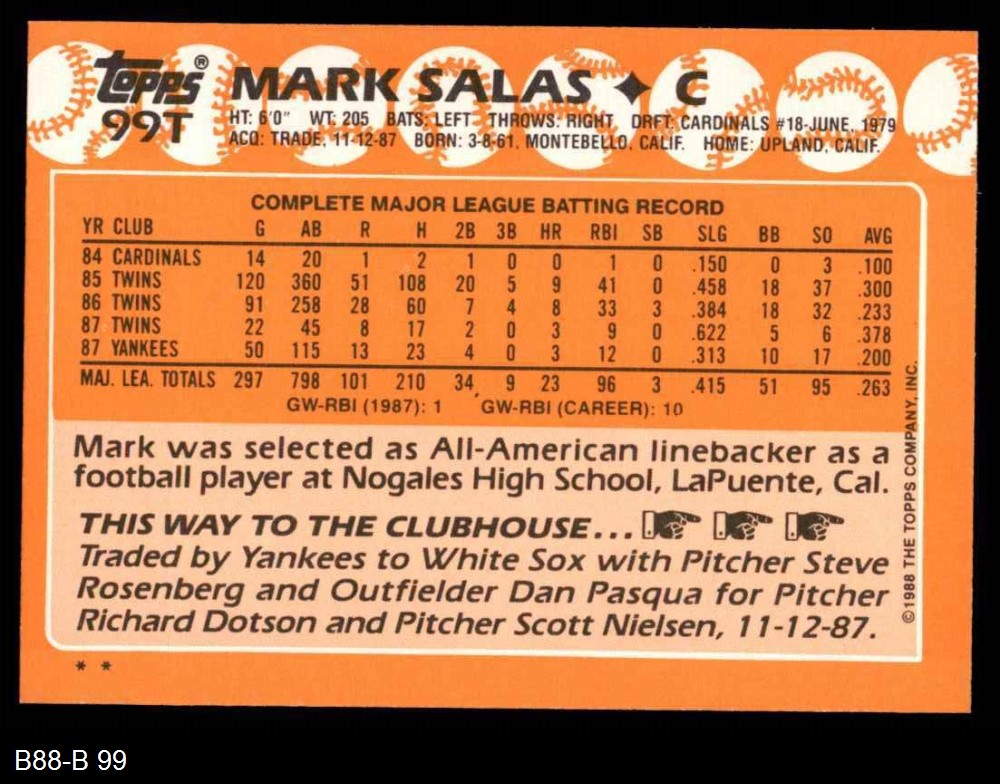 topps®
99T
MARK SALAS ♦ C
HT: 6'0" WT: 205 BATS: LEFT THROWS: RIGHT DRFT: CARDINALS #18-JUNE, 1979
ACQ: TRADE, 11-12-87 BORN: 3-8-61, MONTEBELLO, CALIF. HOME: UPLAND, CALIF.
COMPLETE MAJOR LEAGUE BATTING RECORD
YR CLUB G AB R H 2B 3B HR RBI SB SLG BB SO AVG
84 CARDINALS 14 20 1 2 1 0 0 1 0 .150 0 3 .100
85 TWINS 120 360 51 108 20 5 9 41 0 .458 18 37 .300
86 TWINS 91 258 28 60 7 4 8 33 3 .384 18 32 .233
87 TWINS 22 45 8 17 2 0 3 9 0 .622 5 6 .378
87 YANKEES 50 115 13 23 4 0 3 12 0 .313 10 17 .200
MAJ. LEA. TOTALS 297 798 101 210 34 9 23 96 3 .415 51 95 .263
GW-RBI (1987): 1 GW-RBI (CAREER): 10
Mark was selected as All-American linebacker as a
football player at Nogales High School, LaPuente, Cal.
THIS WAY TO THE CLUBHOUSE...
Traded by Yankees to White Sox with Pitcher Steve
Rosenberg and Outfielder Dan Pasqua for Pitcher
Richard Dotson and Pitcher Scott Nielsen, 11-12-87.
©1988 THE TOPPS COMPANY, INC.
* *
B88-B 99